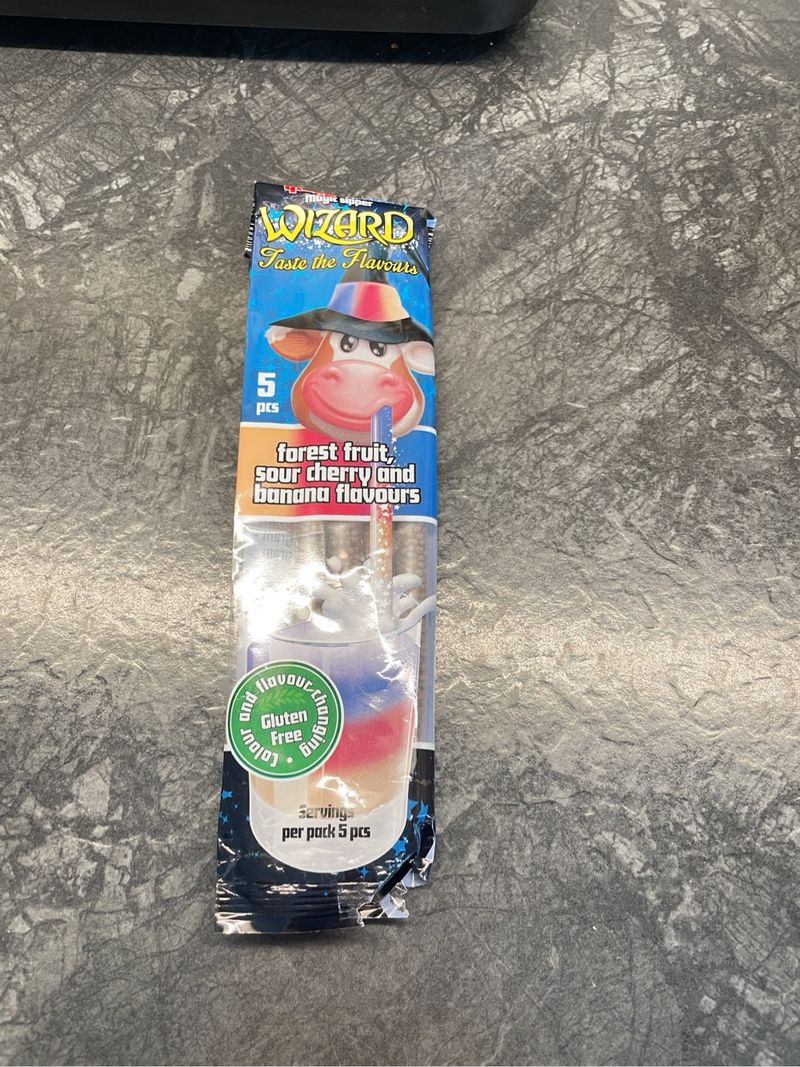 magic sipper
WIZARD
Taste the Flavours
5
pcs
forest fruit,
sour cherry and
banana flavours
Colour and flavour changing
Gluten
Free
Servings
per pack 5 pcs